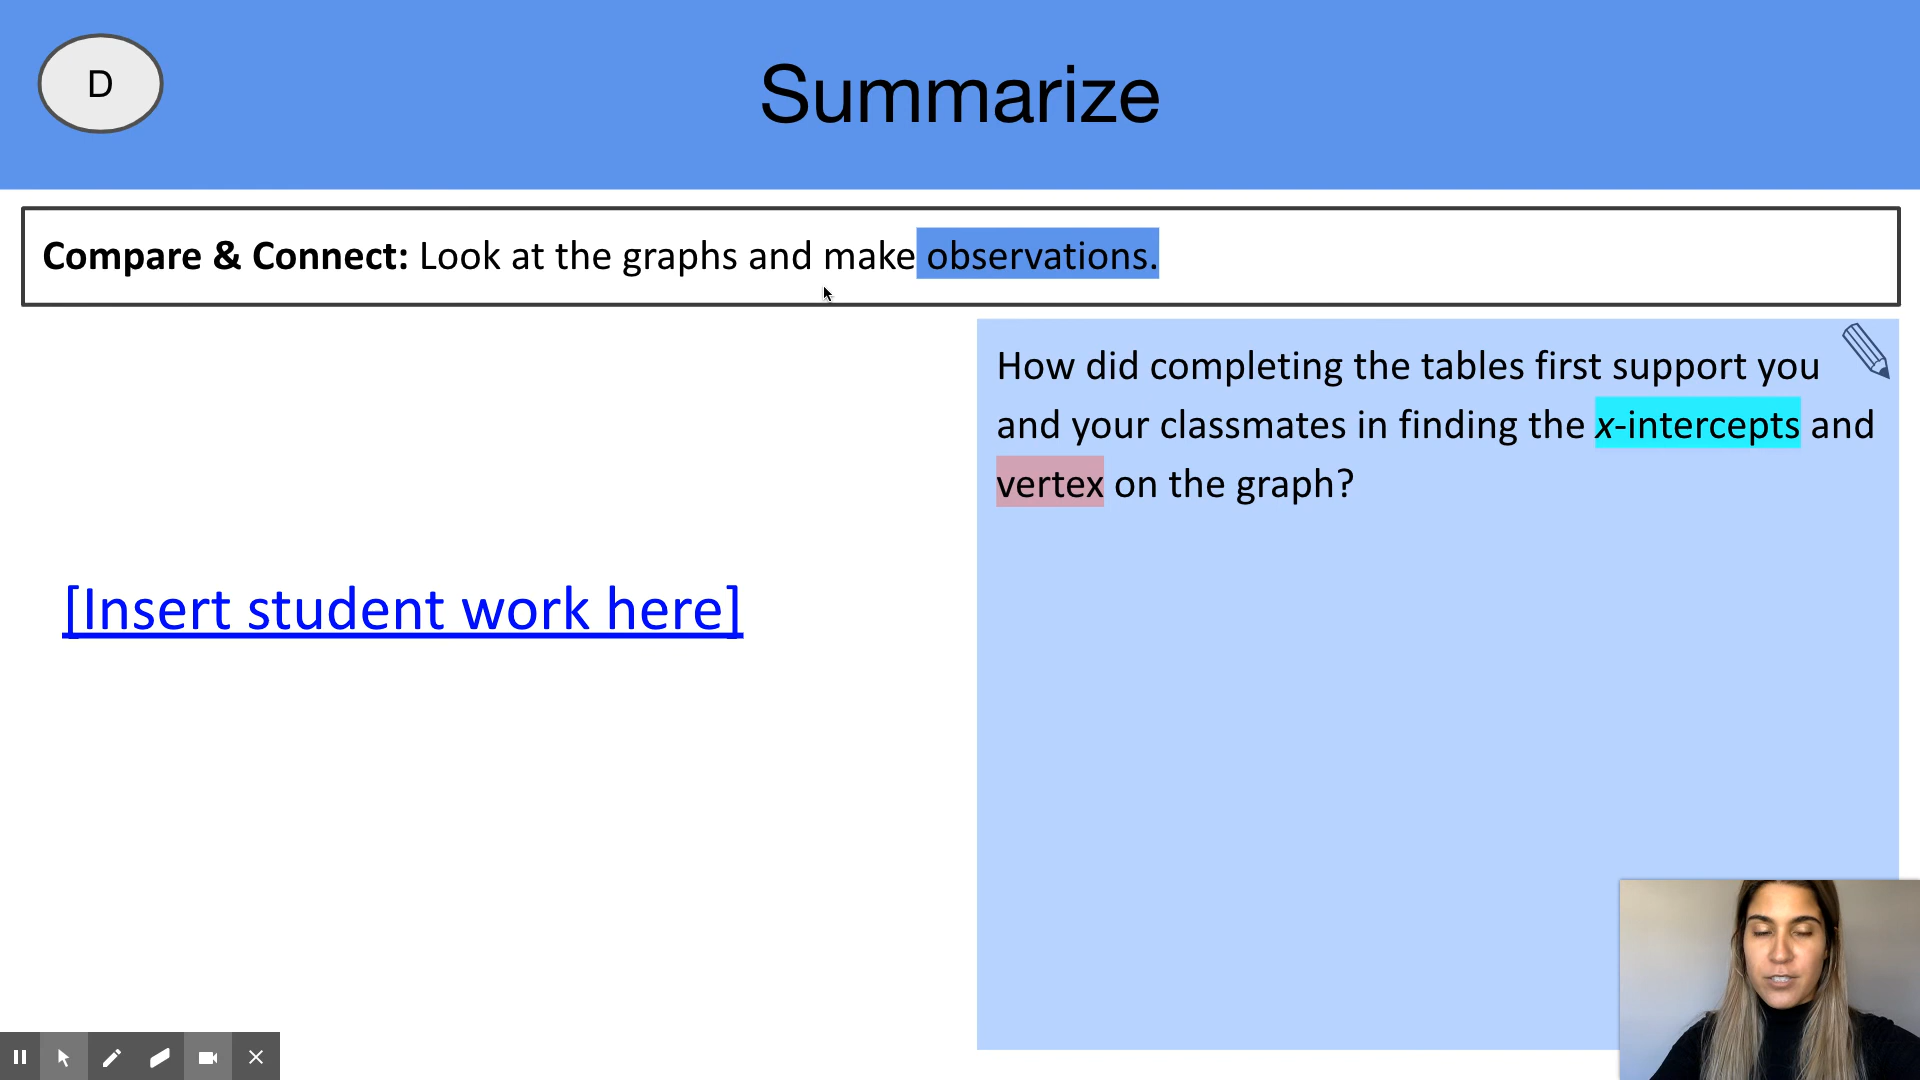 D
Summarize
Compare & Connect: Look at the graphs and make observations.
How did completing the tables first support you
and your classmates in finding the x-intercepts and
vertex on the graph?
[Insert student work here]